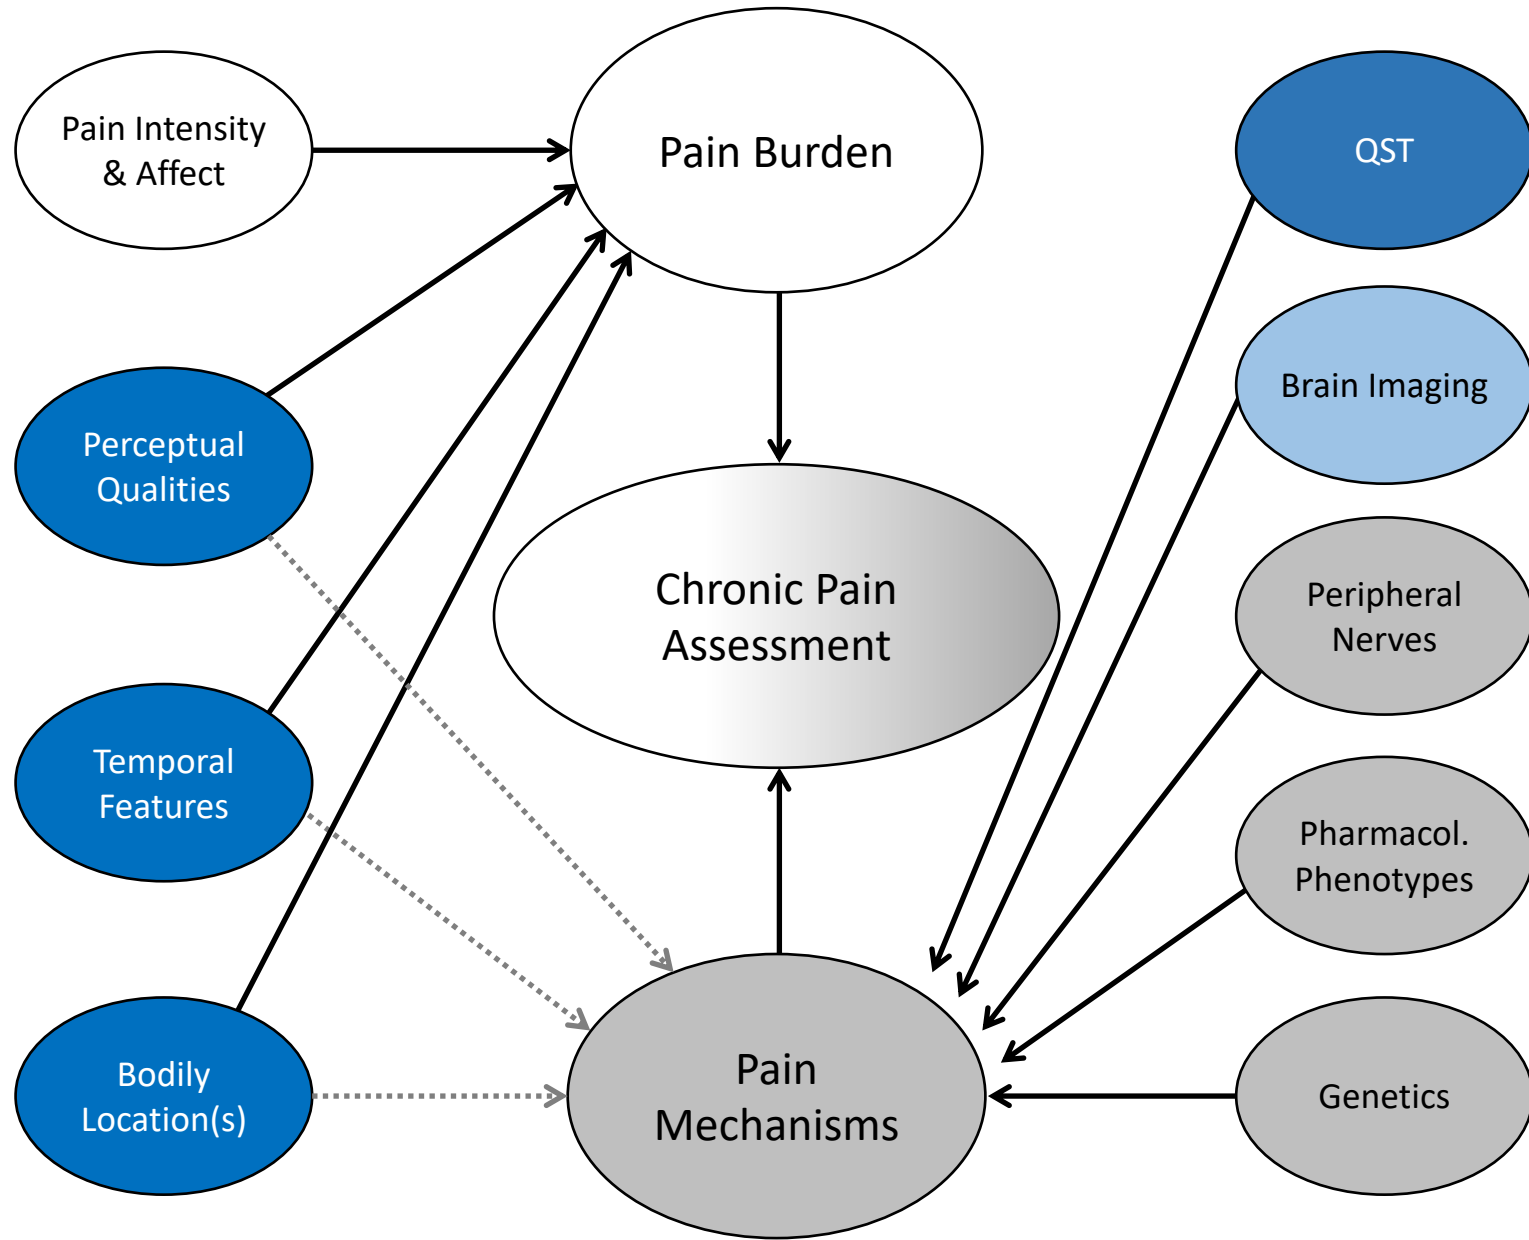 Pain Intensity
& Affect
Pain Burden
QST
Brain Imaging
Perceptual
Qualities
Chronic Pain
Assessment
Peripheral
Nerves
Temporal
Features
Pharmacol.
Phenotypes
Bodily
Location(s)
Pain
Mechanisms
Genetics